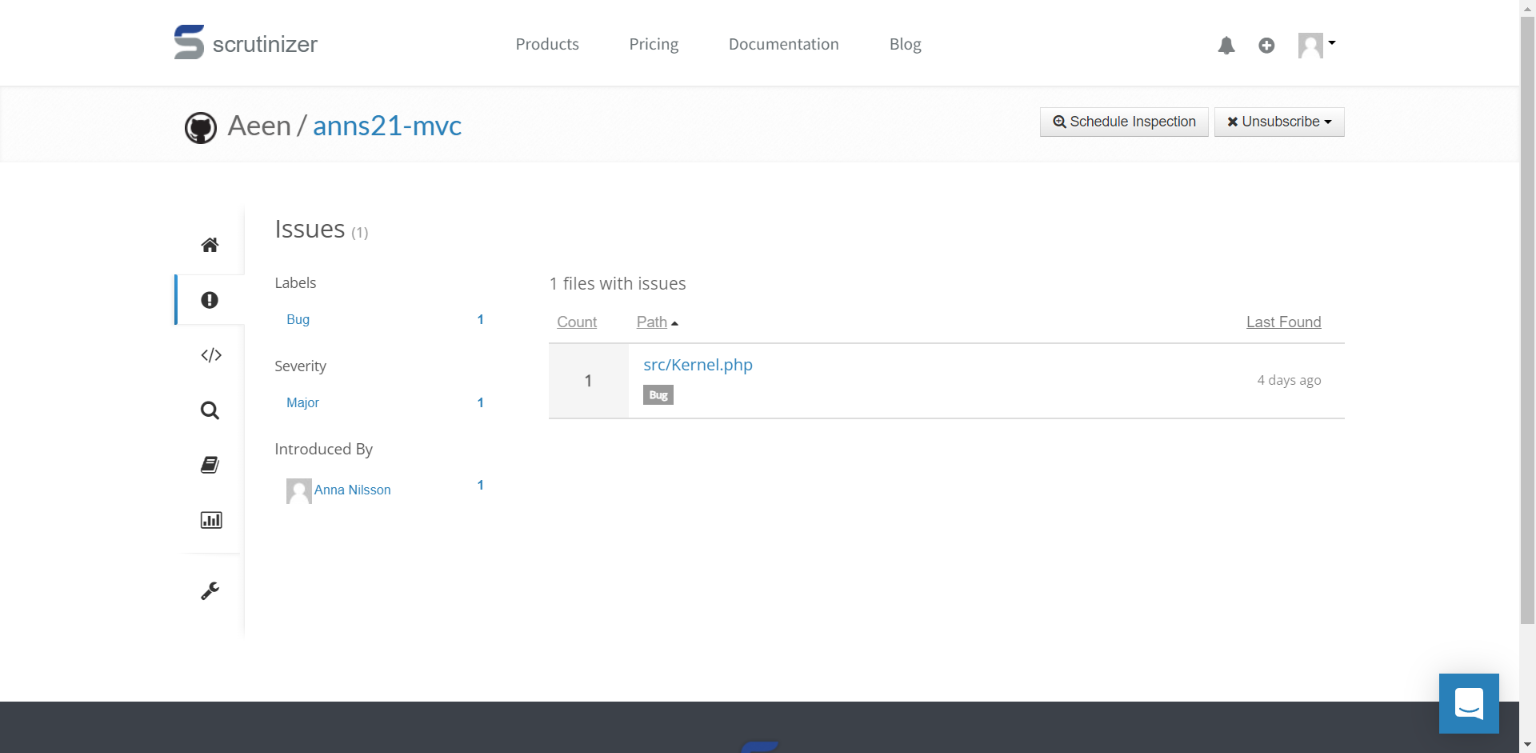 scrutinizer Products Pricing Documentation Blog
Aeen / anns21-mvc Schedule Inspection Unsubscribe
Issues (1)
Labels
Bug 1
Severity
Major 1
Introduced By
Anna Nilsson 1
1 files with issues
Count Path Last Found
1 src/Kernel.php 4 days ago
Bug